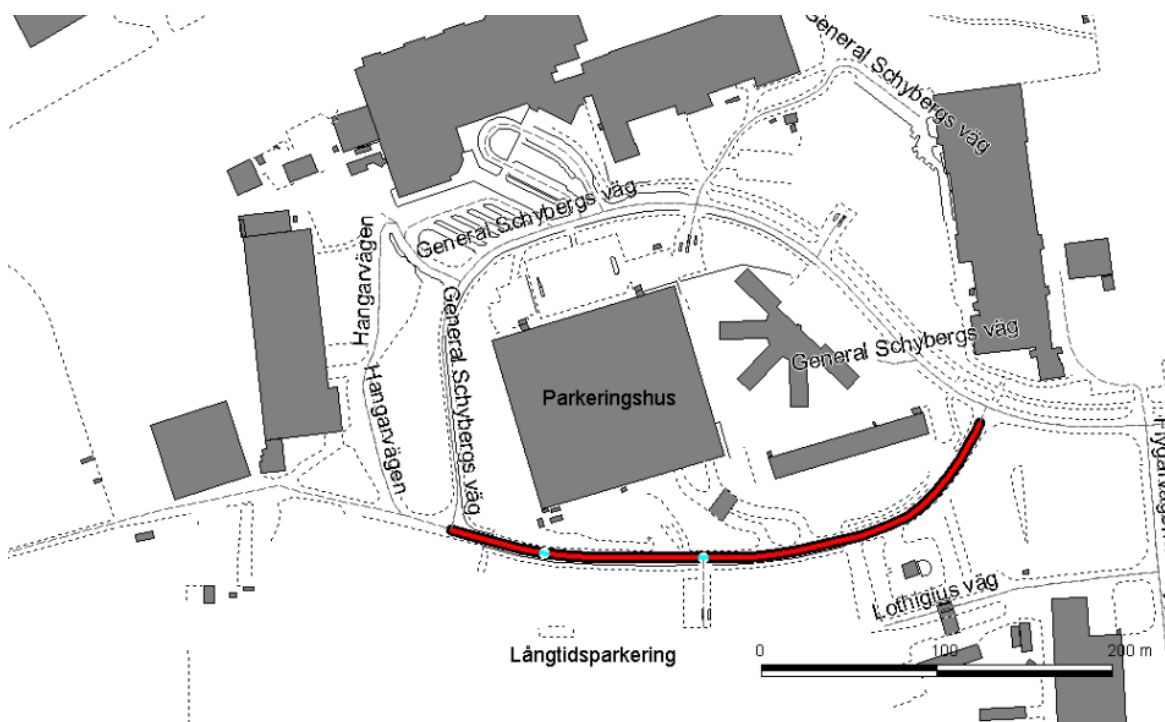 General Schybergs väg
General Schybergs väg
Hangarvägen
General Schybergs väg
General Schybergs väg
Hangarvägen
Parkeringshus
Lothigius väg
Långtidsparkering
0 100 200 m